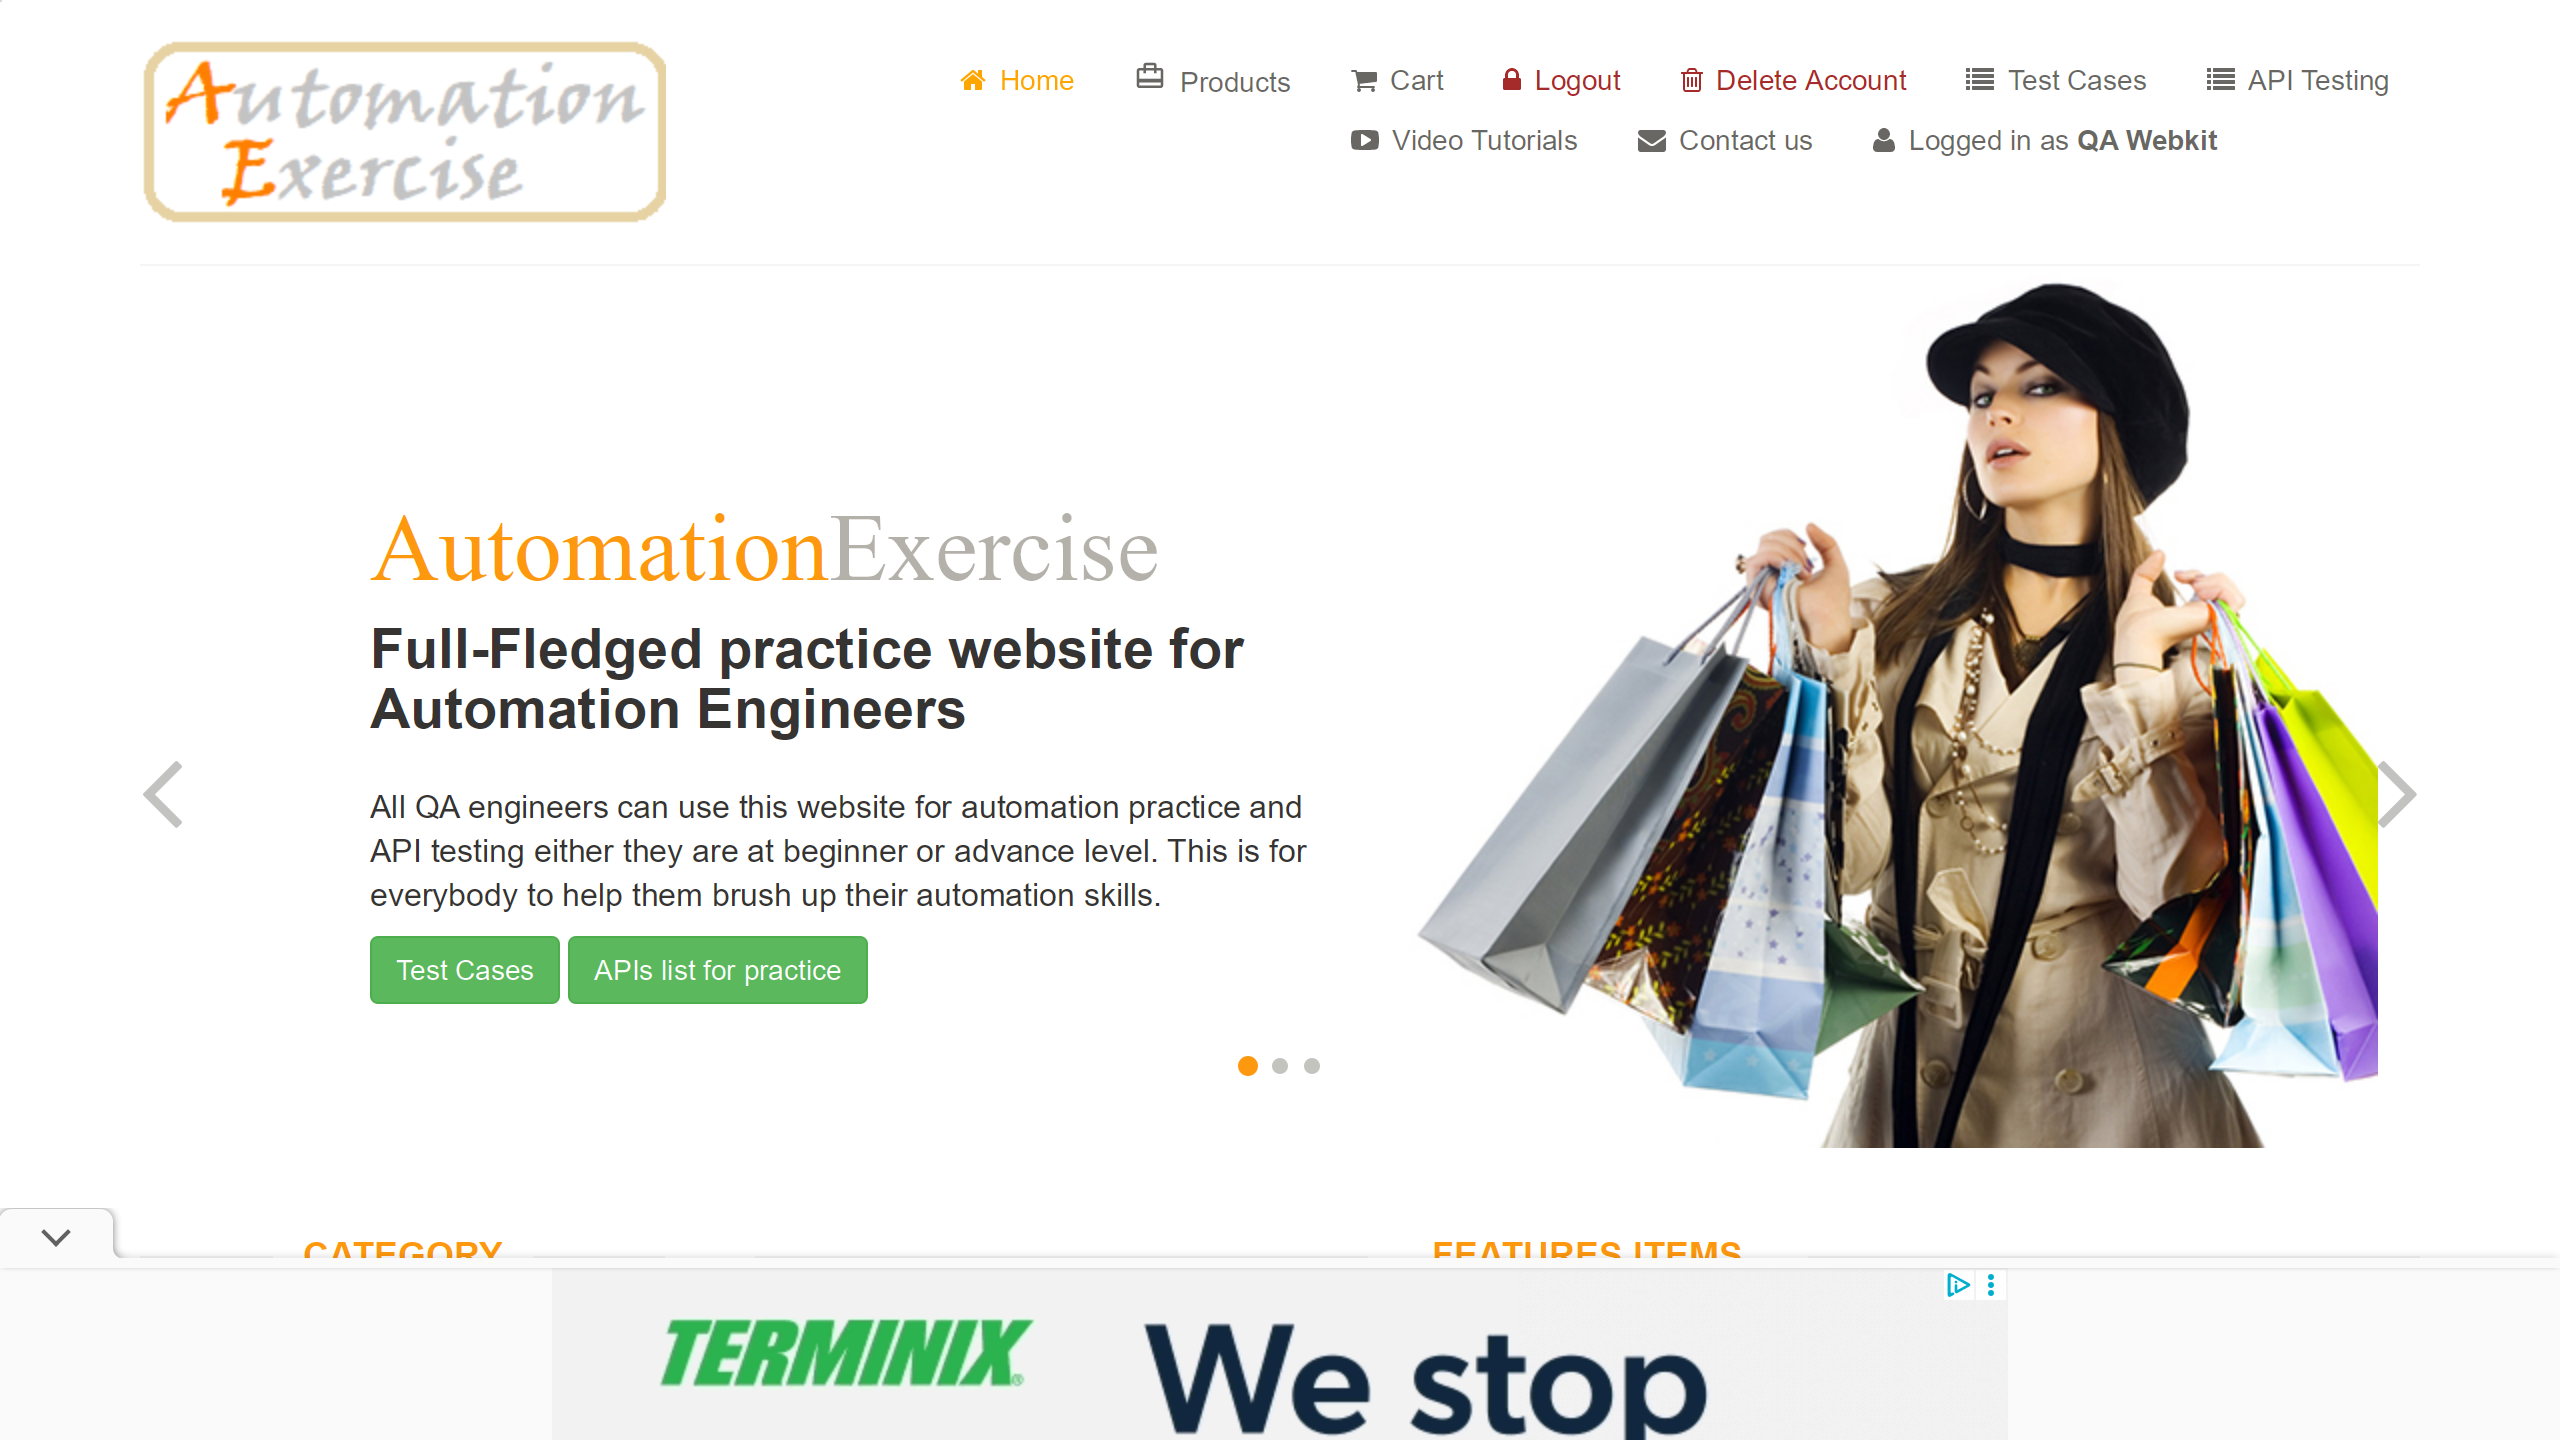 Automation
Exercise
Home
Products
Cart
Logout
Delete Account
Test Cases
API Testing
Video Tutorials
Contact us
Logged in as QA Webkit
AutomationExercise
Full-Fledged practice website for
Automation Engineers
All QA engineers can use this website for automation practice and
API testing either they are at beginner or advance level. This is for
everybody to help them brush up their automation skills.
Test Cases
APIs list for practice
CATEGORY
FEATURES ITEMS
TERMINIX®
We stop